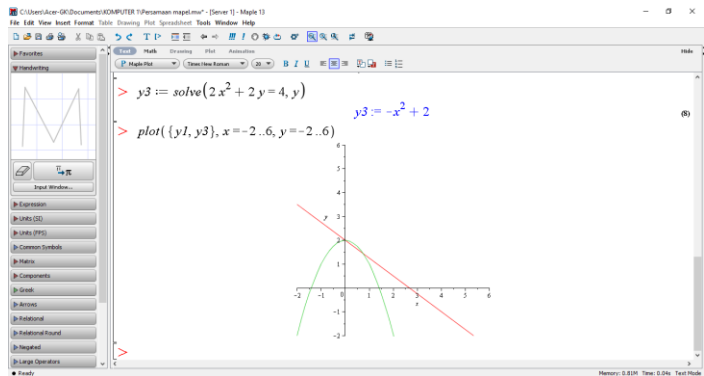 C:\Users\Acer-GK\Documents\KOMPUTER 1\Persamaan mapel.mw* - [Server 1] - Maple 13
File Edit View Insert Format Table Drawing Plot Spreadsheet Tools Window Help
Favorites
Handwriting
Input Window...
Expression
Units (SI)
Units (FPS)
Common Symbols
Matrix
Components
Greek
Arrows
Relational
Relational Round
Negated
Large Operators
Ready
Text Math Drawing Plot Animation Hide
P Maple Plot Times New Roman 20 B I U
> y3 := solve(2 x² + 2 y = 4, y)
y3 := -x² + 2 (8)
> plot({y1, y3}, x = -2 ..6, y = -2 ..6)
6
5
4
y 3
2
1
-2 -1 0 1 2 3 4 5 6
x
-1
-2
>
Memory: 0.81M Time: 0.04s Text Mode